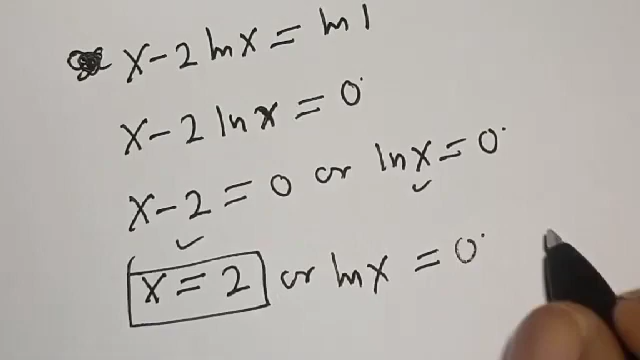 x-2 ln x = ln 1
x-2 ln x = 0
x-2 = 0 or ln x = 0
x = 2 or ln x = 0